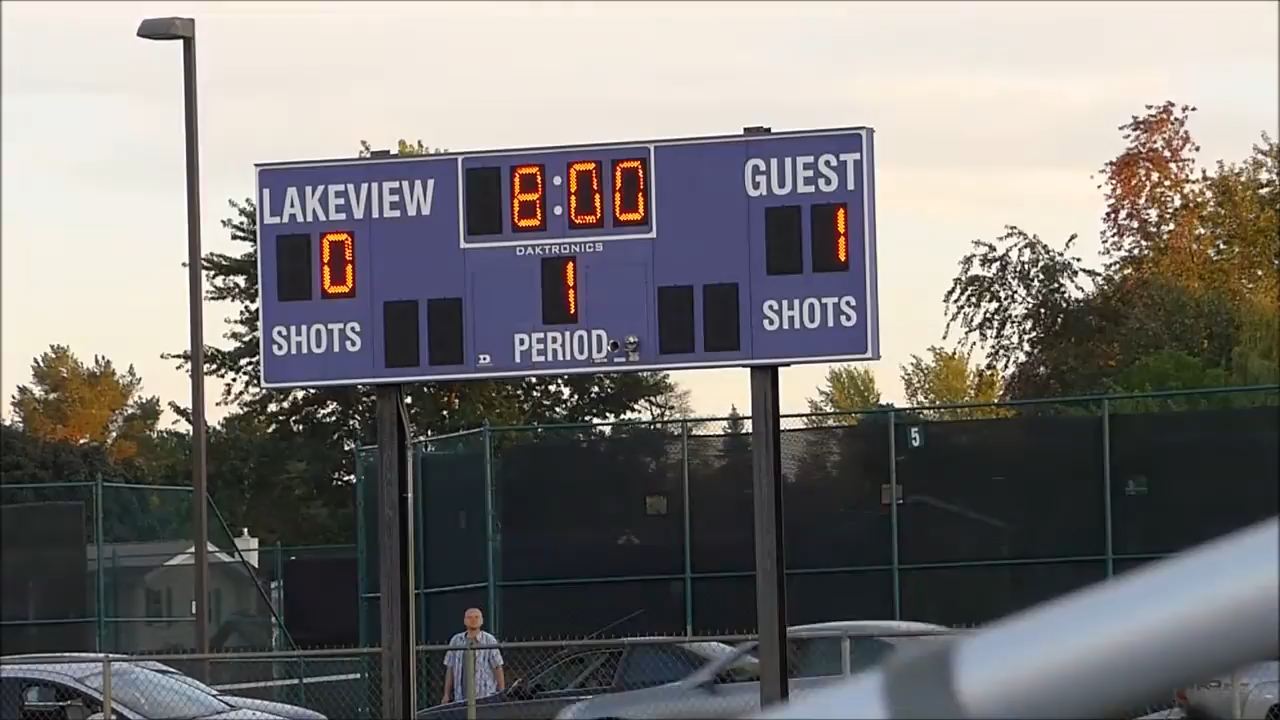 LAKEVIEW
8:00
GUEST
0
DAKTRONICS
1
1
SHOTS
PERIOD
SHOTS
D
5